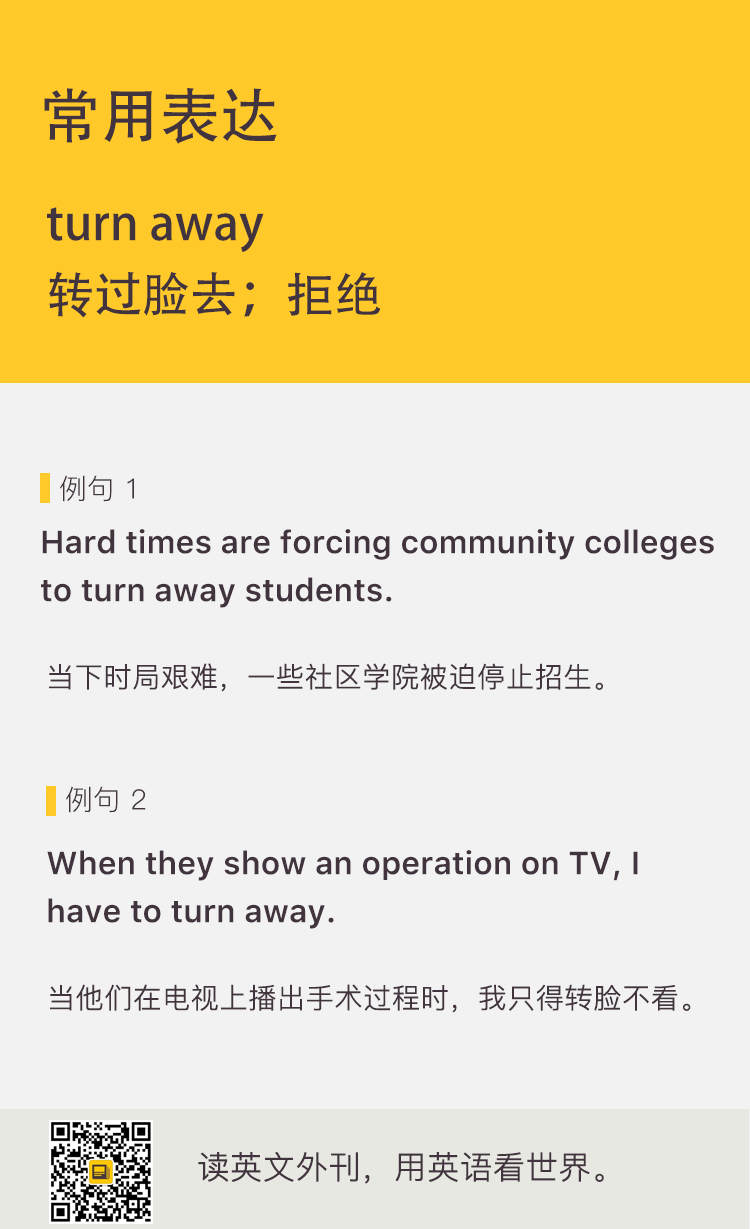 常用表达
turn away
转过脸去；拒绝
例句 1
Hard times are forcing community colleges
to turn away students.
当下时局艰难，一些社区学院被迫停止招生。
例句 2
When they show an operation on TV, I
have to turn away.
当他们在电视上播出手术过程时，我只得转脸不看。
读英文外刊，用英语看世界。